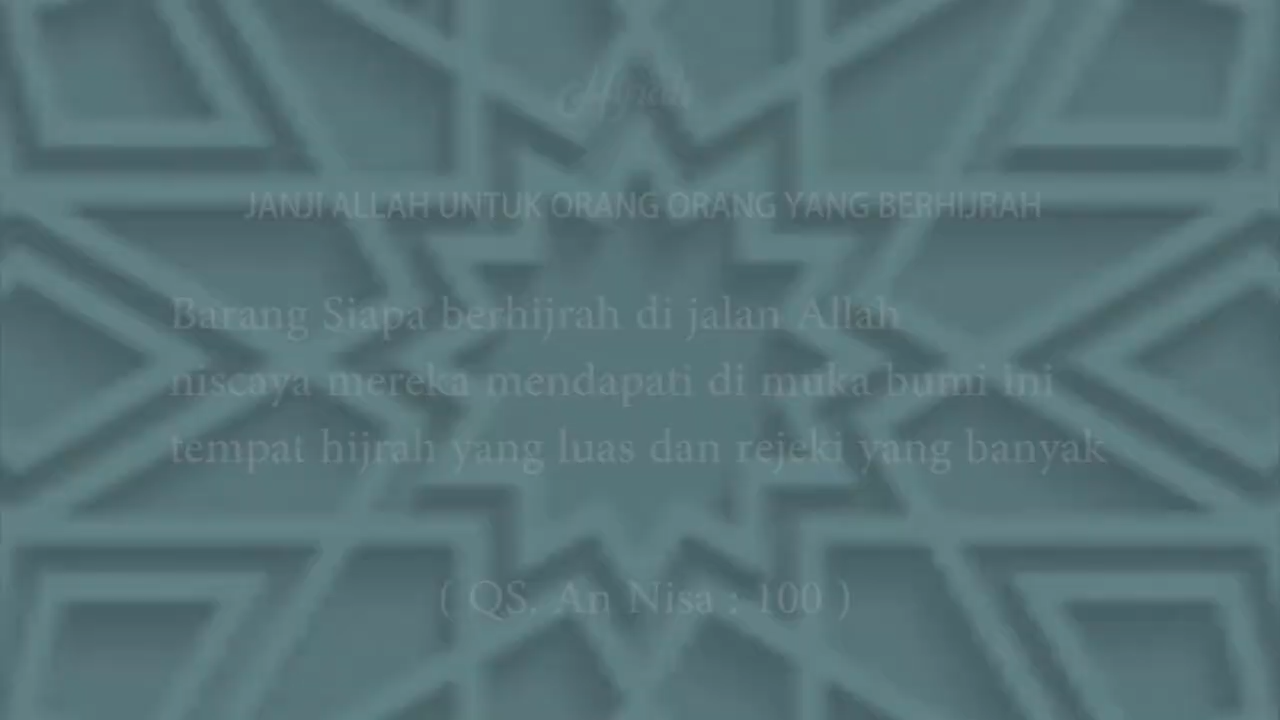 Hijrah
JANJI ALLAH UNTUK ORANG ORANG YANG BERHIJRAH
Barang Siapa berhijrah di jalan Allah
niscaya mereka mendapati di muka bumi ini
tempat hijrah yang luas dan rejeki yang banyak
( QS. An Nisa : 100 )